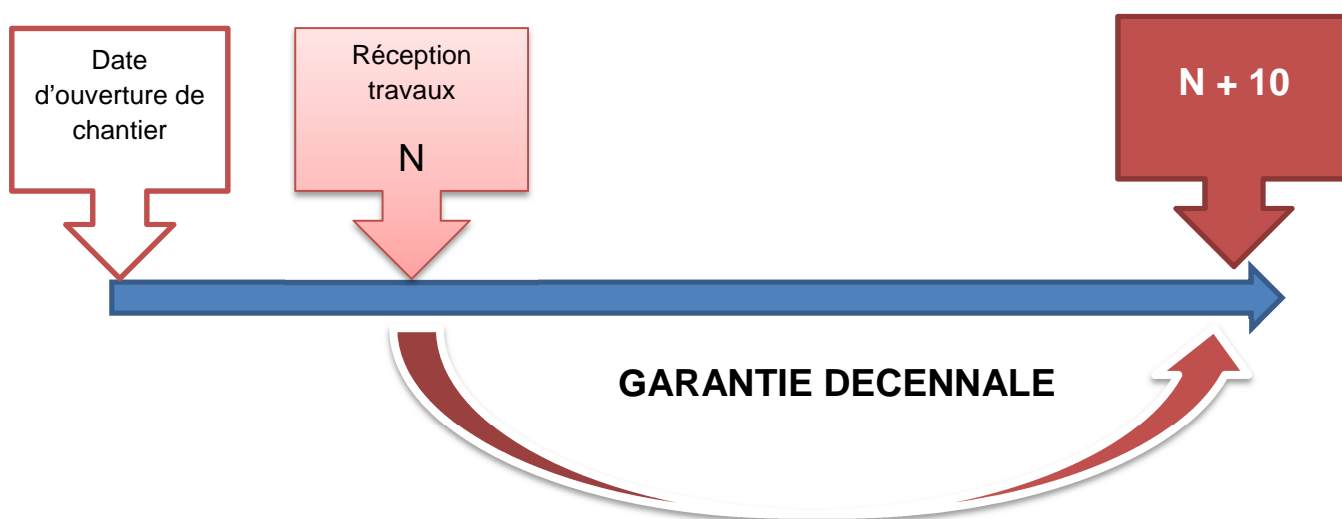 Date
d’ouverture de
chantier
Réception
travaux
N
N + 10
GARANTIE DECENNALE